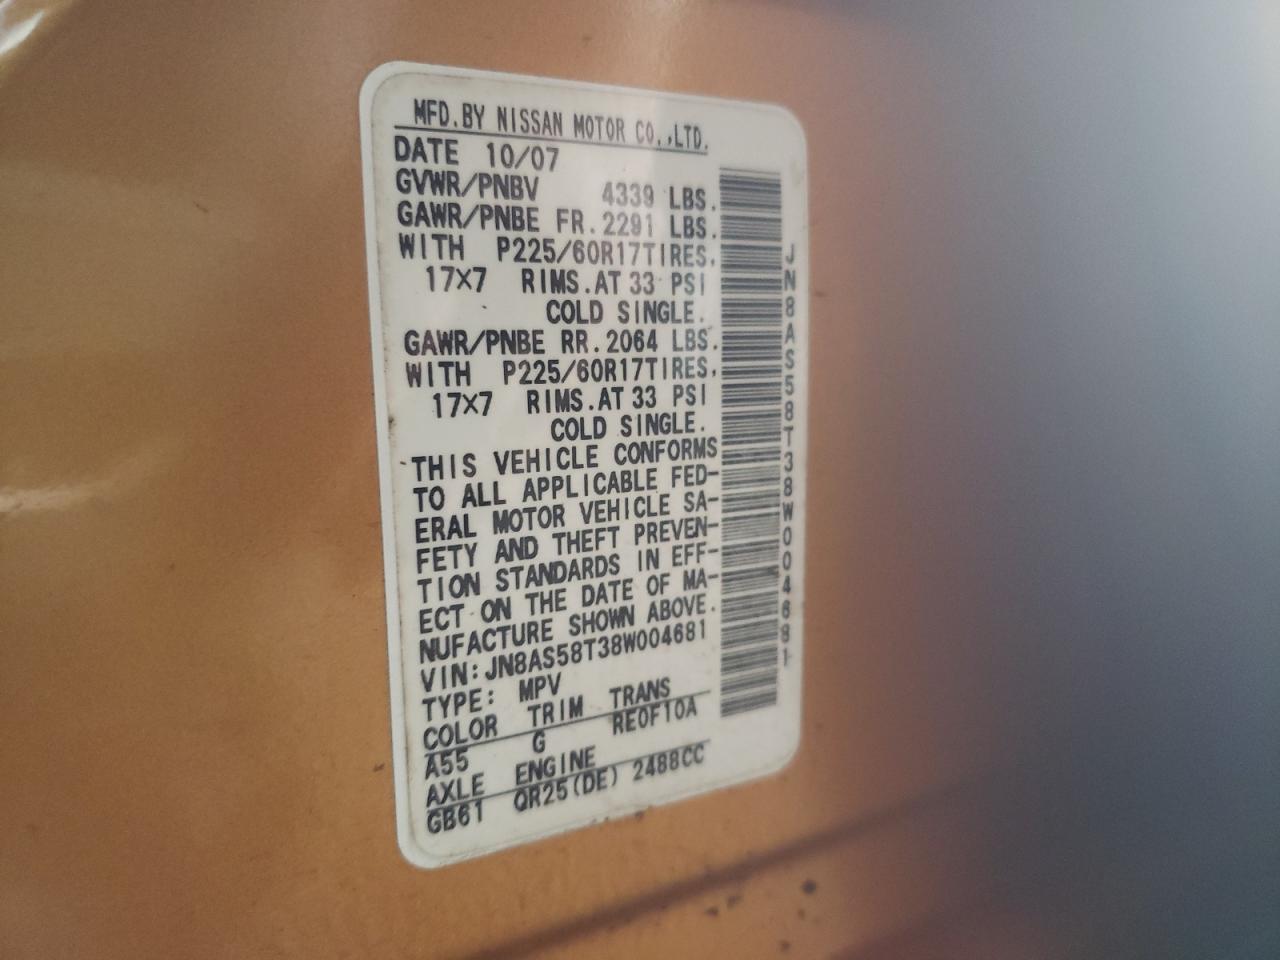 MFD.BY NISSAN MOTOR CO.,LTD.
DATE 10/07
GVWR/PNBV 4339 LBS.
GAWR/PNBE FR.2291 LBS.
WITH P225/60R17TIRES,
17X7 RIMS.AT 33 PSI
COLD SINGLE.
GAWR/PNBE RR.2064 LBS.
WITH P225/60R17TIRES,
17X7 RIMS.AT 33 PSI
COLD SINGLE.
THIS VEHICLE CONFORMS
TO ALL APPLICABLE FED-
ERAL MOTOR VEHICLE SA-
FETY AND THEFT PREVEN-
TION STANDARDS IN EFF-
ECT ON THE DATE OF MA-
NUFACTURE SHOWN ABOVE.
VIN:JN8AS58T38W004681
TYPE: MPV
COLOR TRIM TRANS
A55 G RE0F10A
AXLE ENGINE
GB61 QR25(DE) 2488CC
JN8AS58T38W004681